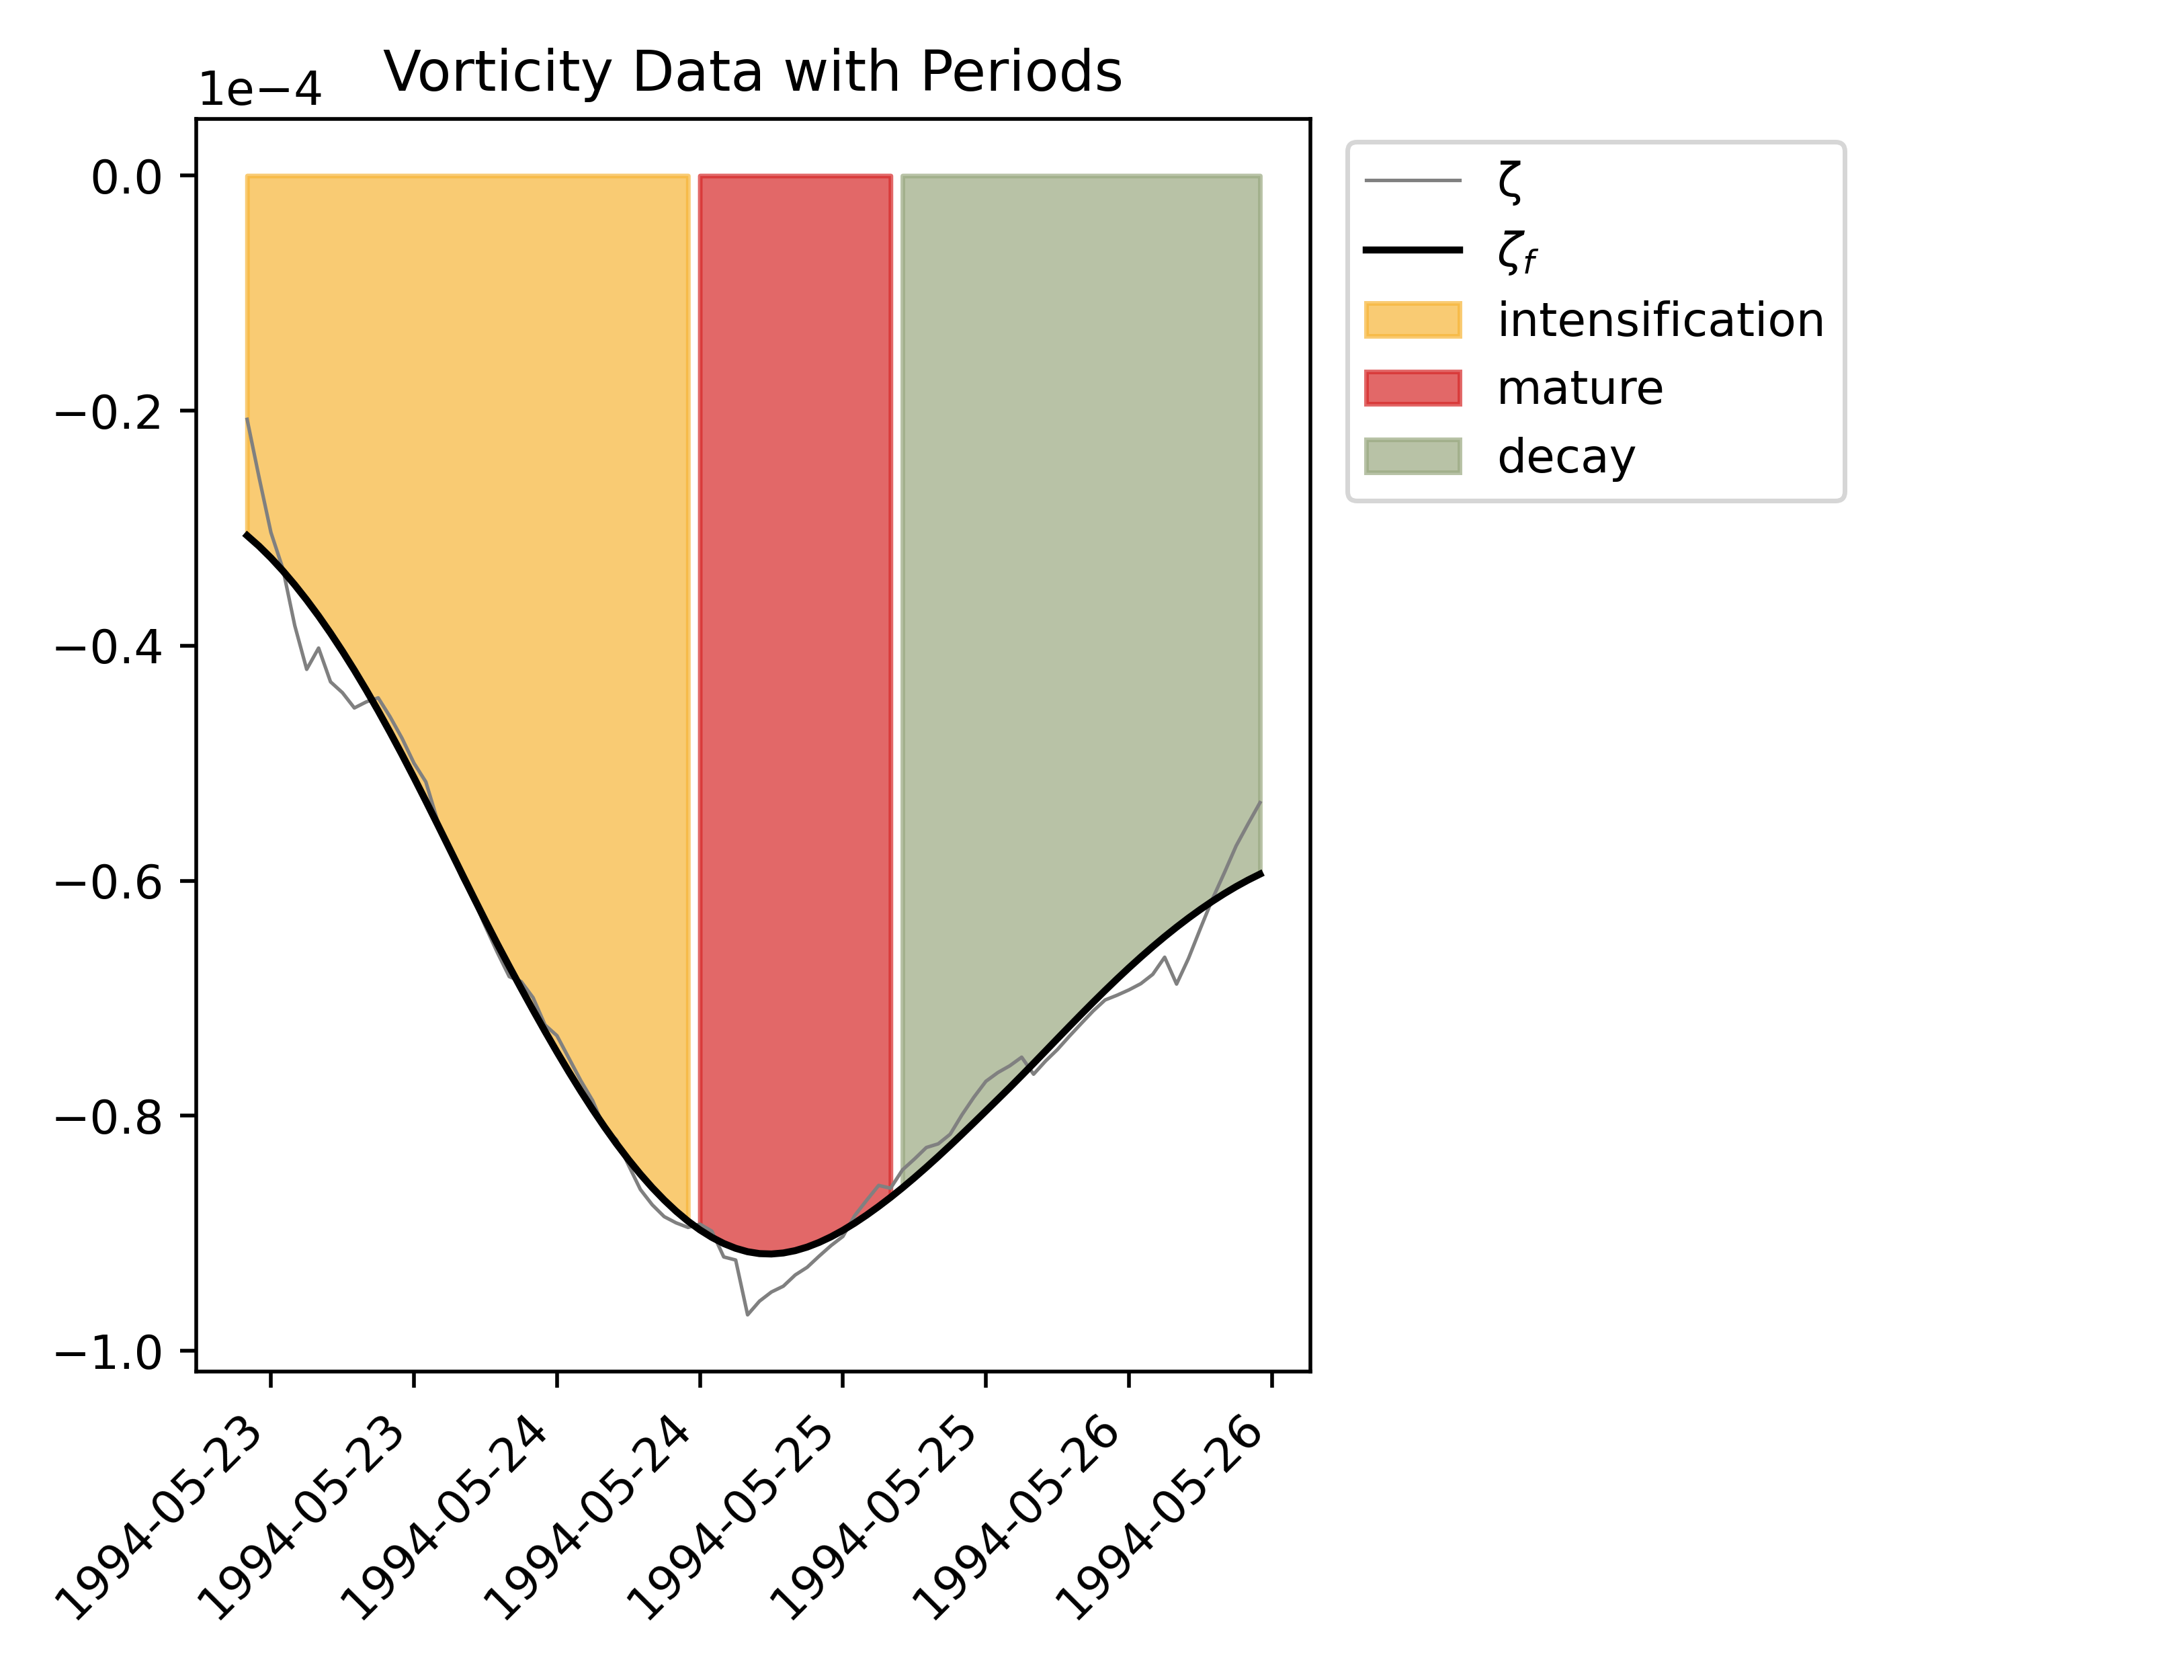 Vorticity Data with Periods
1e−4
0.0
−0.2
−0.4
−0.6
−0.8
−1.0
1994-05-23
1994-05-23
1994-05-24
1994-05-24
1994-05-25
1994-05-25
1994-05-26
1994-05-26
ζ
ζf
intensification
mature
decay